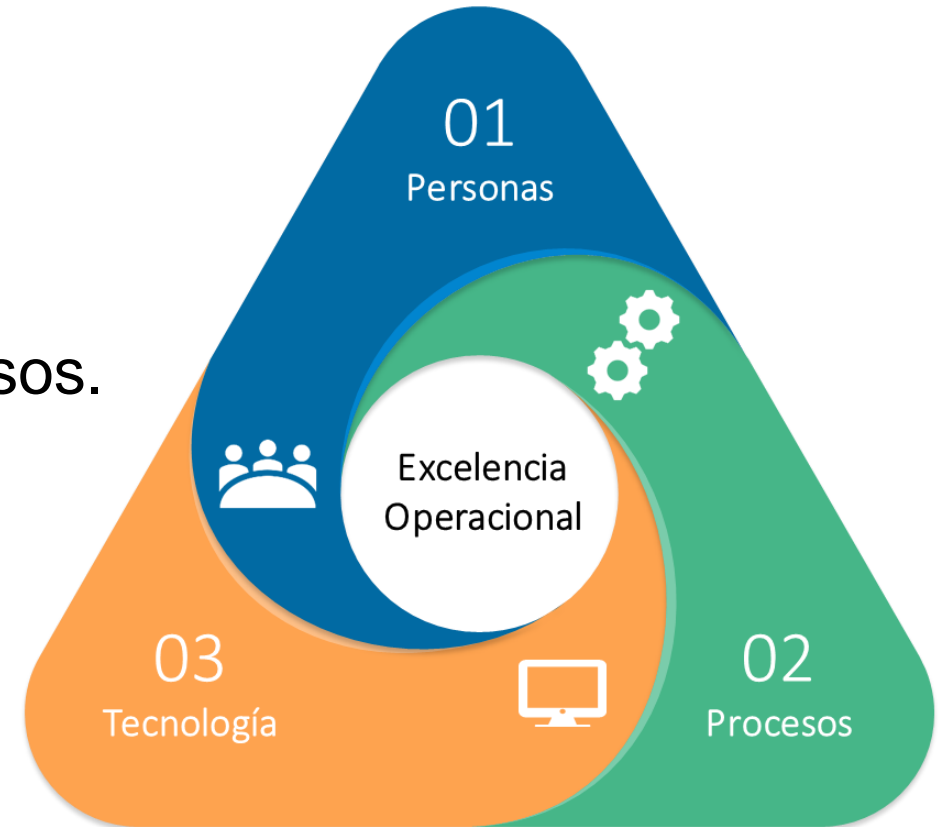 01
Personas
sos.
Excelencia
Operacional
03
Tecnología
02
Procesos